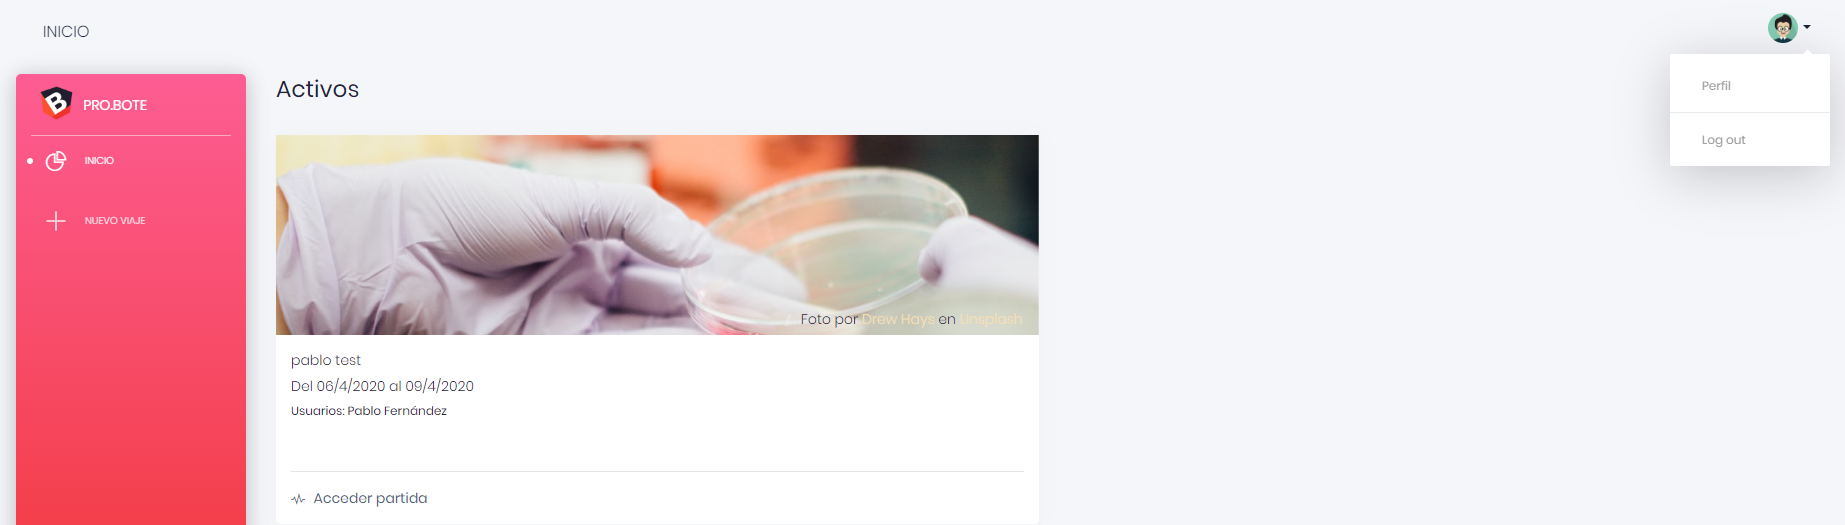 INICIO
Perfil
Log out
B PRO.BOTE
INICIO
NUEVO VIAJE
Activos
Foto por Drew Hays en Unsplash
pablo test
Del 06/4/2020 al 09/4/2020
Usuarios: Pablo Fernández
Acceder partida